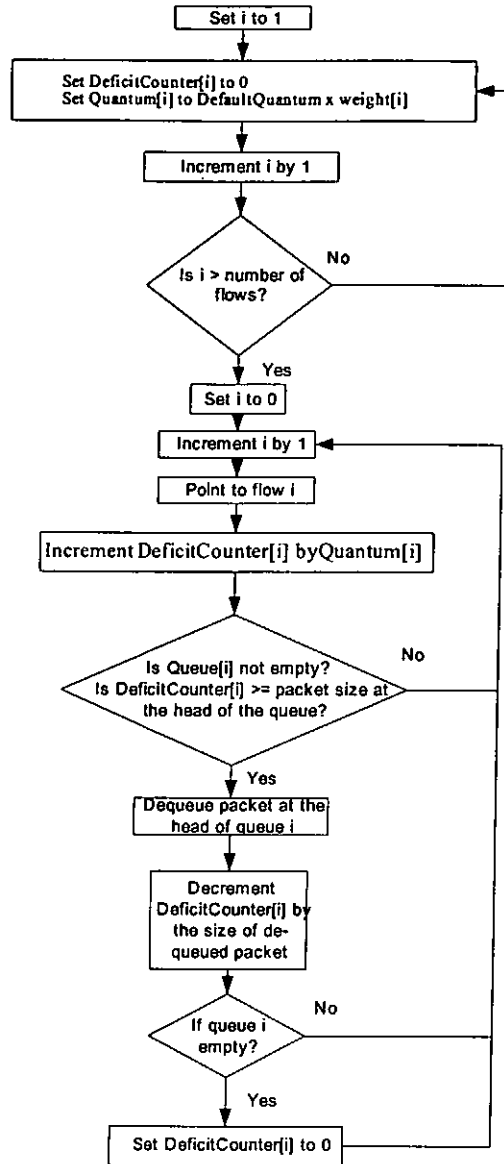 Set i to 1
Set DeficitCounter[i] to 0
Set Quantum[i] to DefaultQuantum x weight[i]
Increment i by 1
Is i > number of
flows?
No
Yes
Set i to 0
Increment i by 1
Point to flow i
Increment DeficitCounter[i] byQuantum[i]
Is Queue[i] not empty?
Is DeficitCounter[i] >= packet size at
the head of the queue?
No
Yes
Dequeue packet at the
head of queue i
Decrement
DeficitCounter[i] by
the size of de-
queued packet
If queue i
empty?
No
Yes
Set DeficitCounter[i] to 0